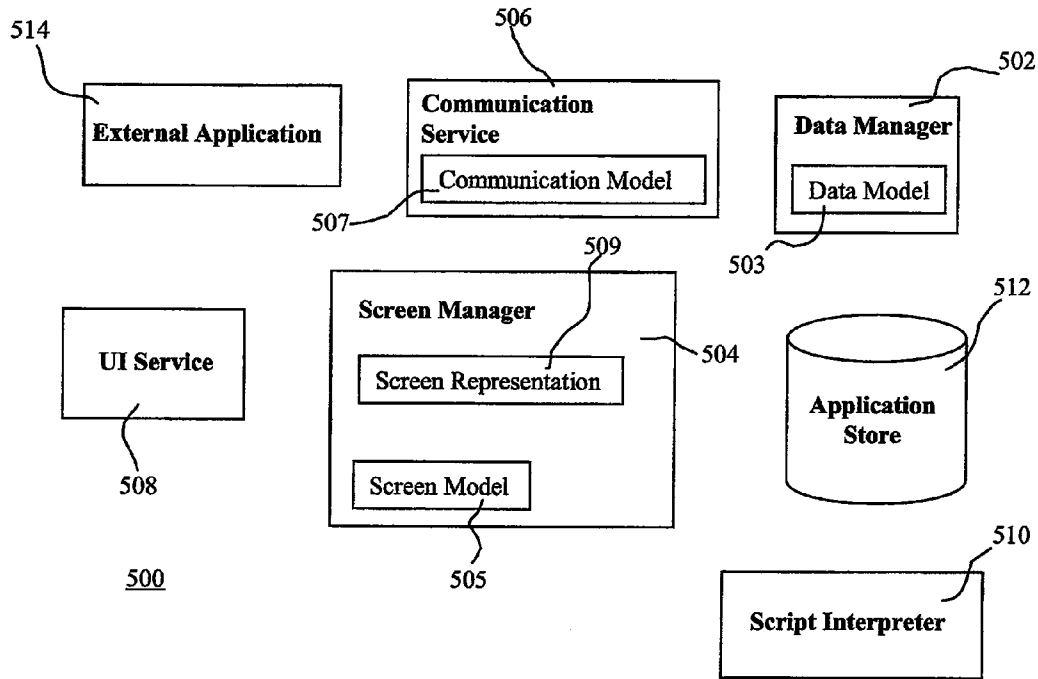 506
514
502
Communication
Service
External Application
Data Manager
Communication Model
Data Model
507
503
509
512
Screen Manager
504
UI Service
Screen Representation
Application
Store
508
Screen Model
510
500
505
Script Interpreter